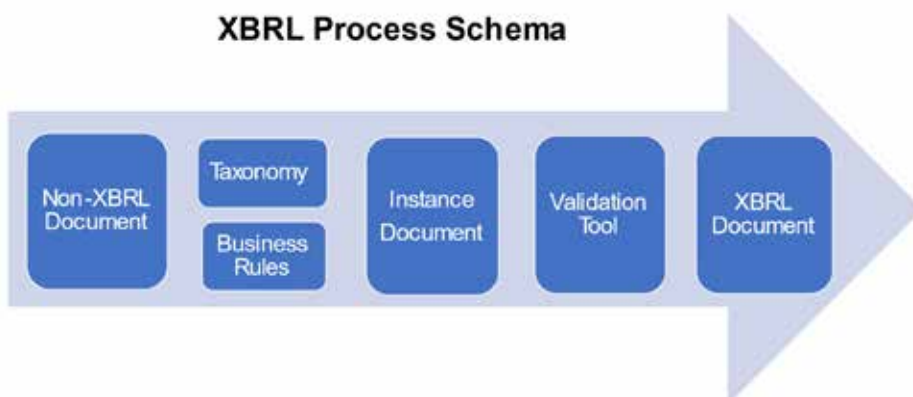 XBRL Process Schema
Non-XBRL
Document
Taxonomy
Business
Rules
Instance
Document
Validation
Tool
XBRL
Document